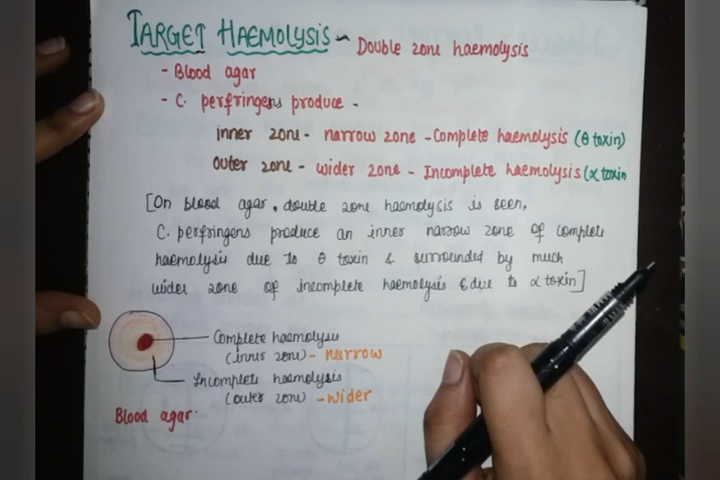 TARGET HAEMOLYSIS - Double zone haemolysis
- Blood agar
- C. perfringens produce -
inner zone - narrow zone - Complete haemolysis (θ toxin)
outer zone - wider zone - Incomplete haemolysis (α toxin
[On blood agar, double zone haemolysis is seen,
C. perfringens produce an inner narrow zone of complete
haemolysis due to θ toxin & surrounded by much
wider zone of incomplete haemolysis due to α toxin]
Complete haemolysis
(inner zone) - narrow
Incomplete haemolysis
(outer zone) - wider
Blood agar.